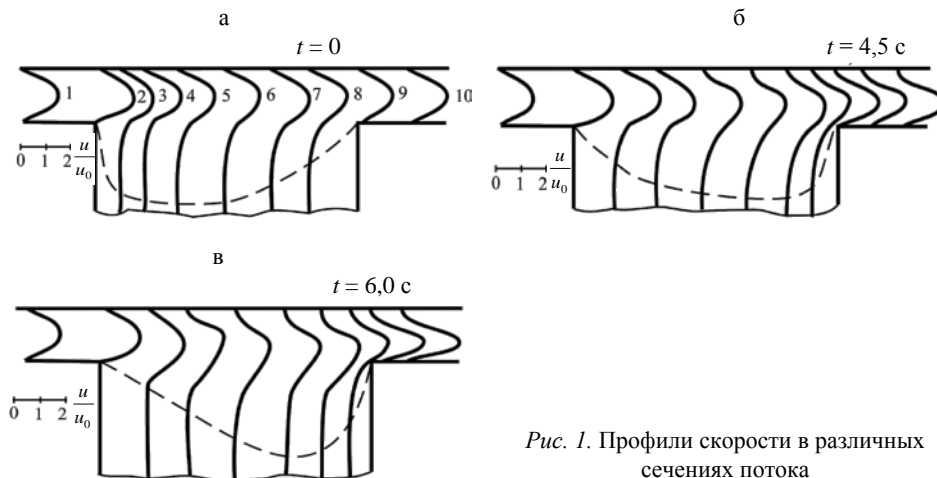 а
t = 0
1 2 3 4 5 6 7 8 9 10
0 1 2 u/u₀
б
t = 4,5 с
0 1 2 u/u₀
в
t = 6,0 с
0 1 2 u/u₀
Рис. 1. Профили скорости в различных
сечениях потока